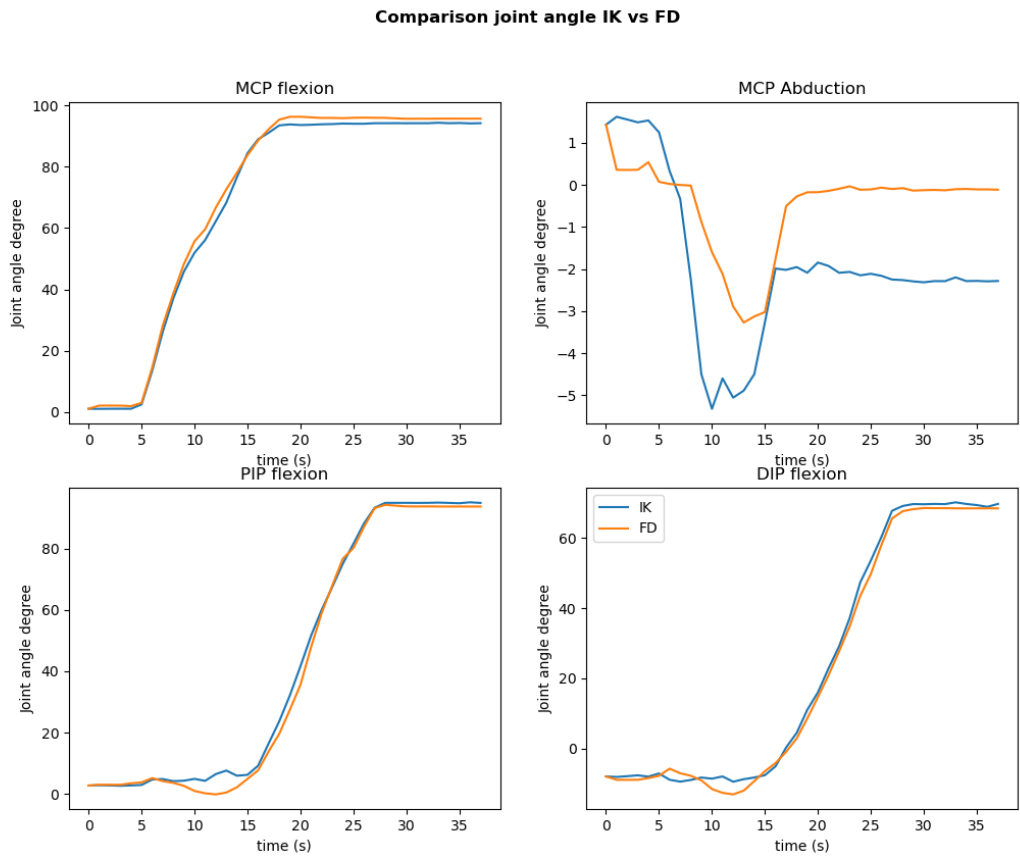 Comparison joint angle IK vs FD
MCP flexion
Joint angle degree
100
80
60
40
20
0
0 5 10 15 20 25 30 35
time (s)
MCP Abduction
Joint angle degree
1
0
−1
−2
−3
−4
−5
0 5 10 15 20 25 30 35
time (s)
PIP flexion
Joint angle degree
80
60
40
20
0
0 5 10 15 20 25 30 35
time (s)
DIP flexion
IK
FD
Joint angle degree
60
40
20
0
0 5 10 15 20 25 30 35
time (s)